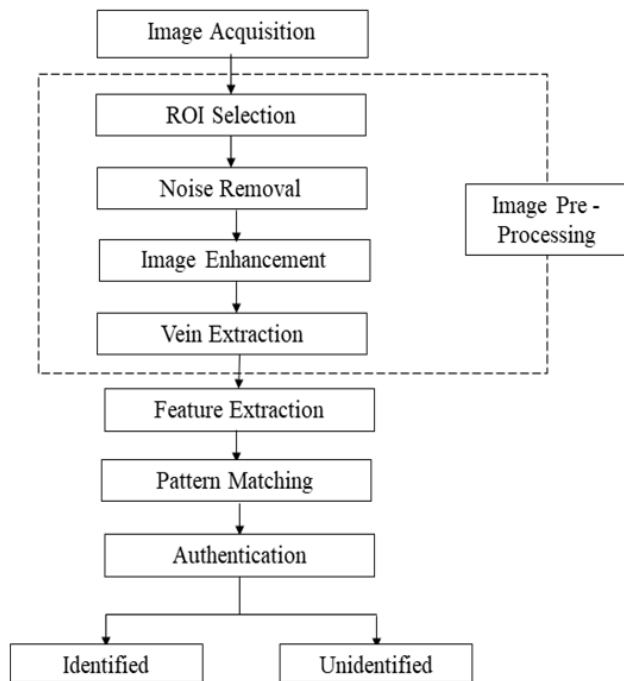 Image Acquisition
ROI Selection
Noise Removal
Image Pre -
Processing
Image Enhancement
Vein Extraction
Feature Extraction
Pattern Matching
Authentication
Identified
Unidentified